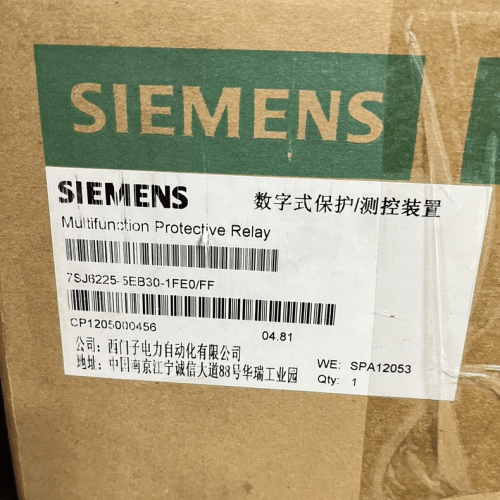 SIEMENS
SIEMENS 数字式保护/测控装置
Multifunction Protective Relay
7SJ6225-5EB30-1FE0/FF
CP1205000456 04.81
公司: 西门子电力自动化有限公司
地址: 中国南京江宁诚信大道88号华瑞工业园
WE: SPA12053
Qty: 1